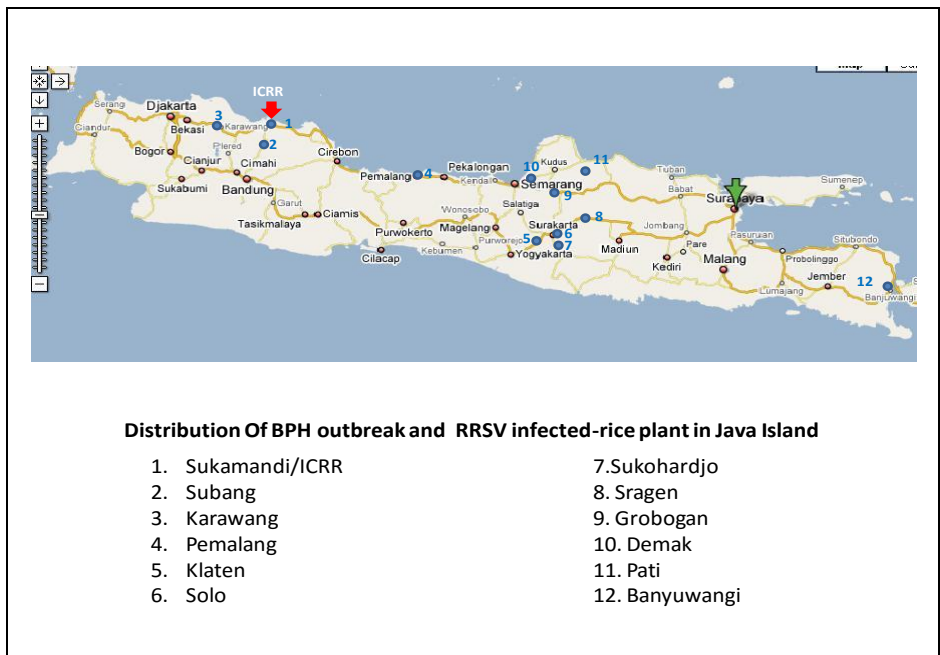 Map
ICRR
Serang
Djakarta
Bekasi
3
Karawang
1
Ciandur
Plered
2
Bogor
Cianjur
Cimahi
Cirebon
Sukabumi
Bandung
Garut
Tasikmalaya
Ciamis
Pemalang
4
Pekalongan
Kendal
10
Kudus
11
Semarang
9
Tuban
Babat
Surabaya
Sumenep
Wonosobo
Salatiga
8
Purwokerto
Magelang
Surakarta
6
Jombang
Pasuruan
Situbondo
Cilacap
Kebumen
Purworejo
5
7
Yogyakarta
Madiun
Pare
Kediri
Malang
Probolinggo
Lumajang
Jember
12
Banjuwangi
Distribution Of BPH outbreak and RRSV infected-rice plant in Java Island
1. Sukamandi/ICRR
2. Subang
3. Karawang
4. Pemalang
5. Klaten
6. Solo
7.Sukohardjo
8. Sragen
9. Grobogan
10. Demak
11. Pati
12. Banyuwangi